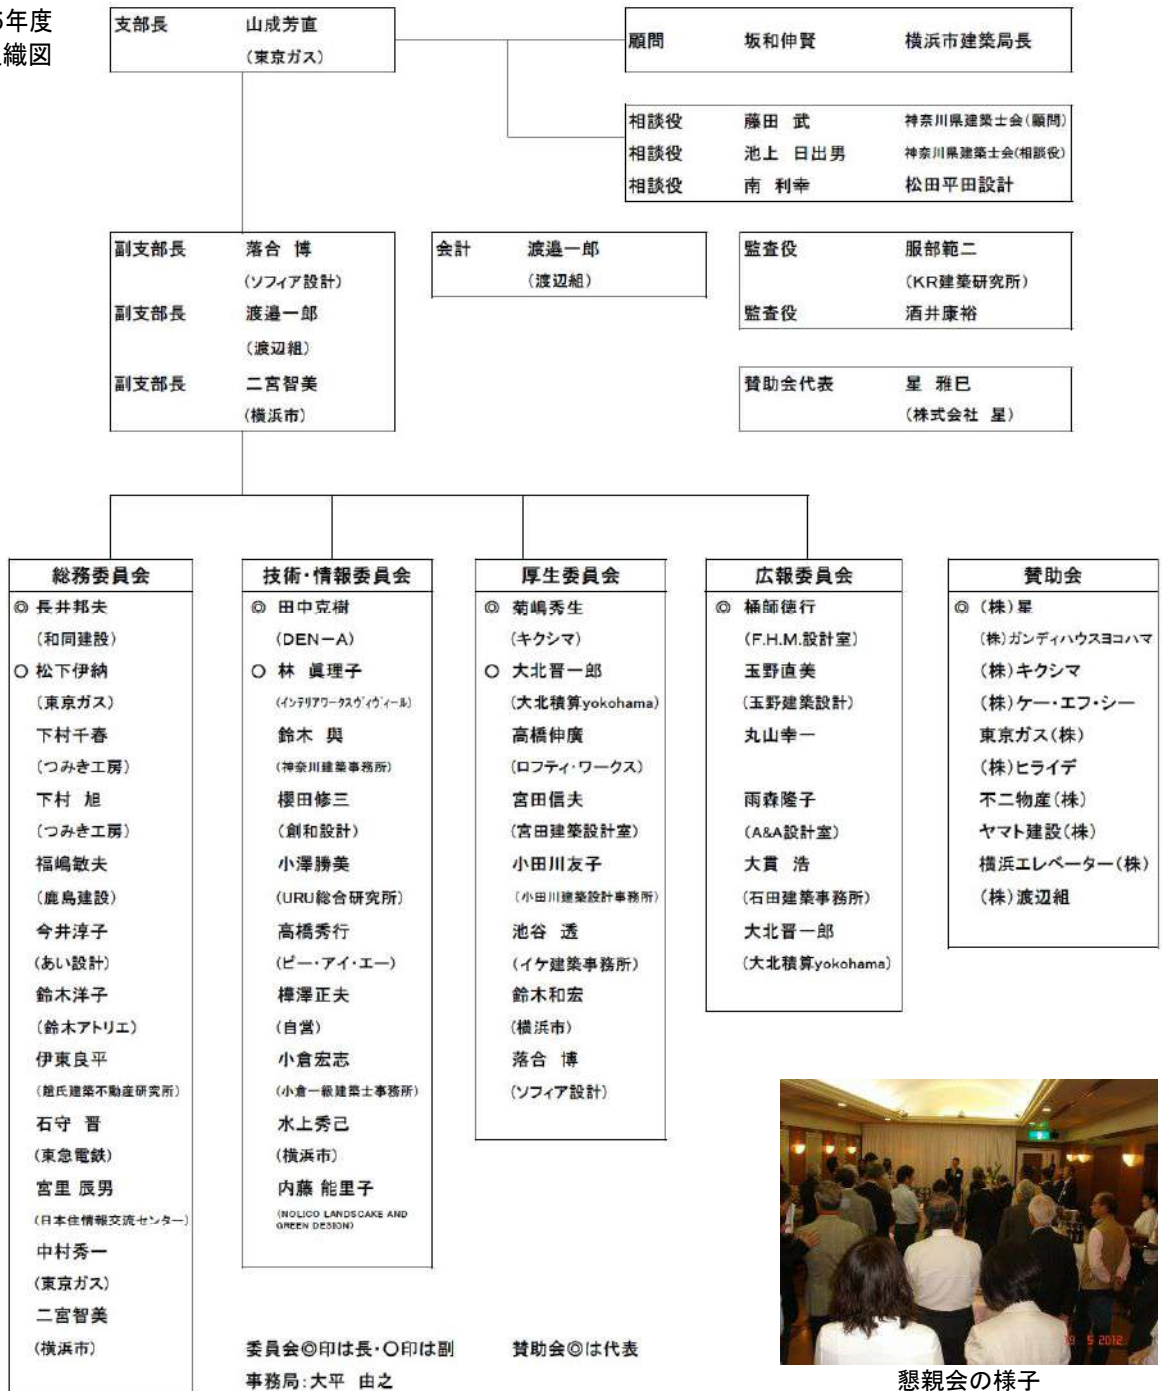 5年度
織図
支部長 山成芳直
(東京ガス)
顧問 坂和伸賢 横浜市建築局長
相談役 藤田 武 神奈川県建築士会(顧問)
相談役 池上 日出男 神奈川県建築士会(相談役)
相談役 南 利幸 松田平田設計
副支部長 落合 博
(ソフィア設計)
副支部長 渡邉一郎
(渡辺組)
副支部長 二宮智美
(横浜市)
会計 渡邉一郎
(渡辺組)
監査役 服部範二
(KR建築研究所)
監査役 酒井康裕
賛助会代表 星 雅巳
(株式会社 星)
総務委員会
◎ 長井邦夫
(和同建設)
○ 松下伊納
(東京ガス)
下村千春
(つみき工房)
下村 旭
(つみき工房)
福嶋敏夫
(鹿島建設)
今井淳子
(あい設計)
鈴木洋子
(鈴木アトリエ)
伊東良平
(趙氏建築不動産研究所)
石守 晋
(東急電鉄)
宮里 辰男
(日本住情報交流センター)
中村秀一
(東京ガス)
二宮智美
(横浜市)
技術・情報委員会
◎ 田中克樹
(DEN－A)
○ 林 眞理子
(インテリアワークスヴィヴィール)
鈴木 與
(神奈川建築事務所)
櫻田修三
(創和設計)
小澤勝美
(URU総合研究所)
高橋秀行
(ビー・アイ・エー)
樺澤正夫
(自営)
小倉宏志
(小倉一級建築士事務所)
水上秀己
(横浜市)
内藤 能里子
(NOLICO LANDSCAKE AND
GREEN DESIGN)
厚生委員会
◎ 菊嶋秀生
(キクシマ)
○ 大北晋一郎
(大北積算yokohama)
高橋伸廣
(ロフティ・ワークス)
宮田信夫
(宮田建築設計室)
小田川友子
(小田川建築設計事務所)
池谷 透
(イケ建築事務所)
鈴木和宏
(横浜市)
落合 博
(ソフィア設計)
広報委員会
◎ 桶師徳行
(F.H.M.設計室)
玉野直美
(玉野建築設計)
丸山幸一
雨森隆子
(A&A設計室)
大貫 浩
(石田建築事務所)
大北晋一郎
(大北積算yokohama)
賛助会
◎ (株)星
(株)ガンディハウスヨコハマ
(株)キクシマ
(株)ケー・エフ・シー
東京ガス(株)
(株)ヒライデ
不二物産(株)
ヤマト建設(株)
横浜エレベーター(株)
(株)渡辺組
委員会◎印は長・○印は副 賛助会◎は代表
事務局:大平 由之
5 2012
懇親会の様子